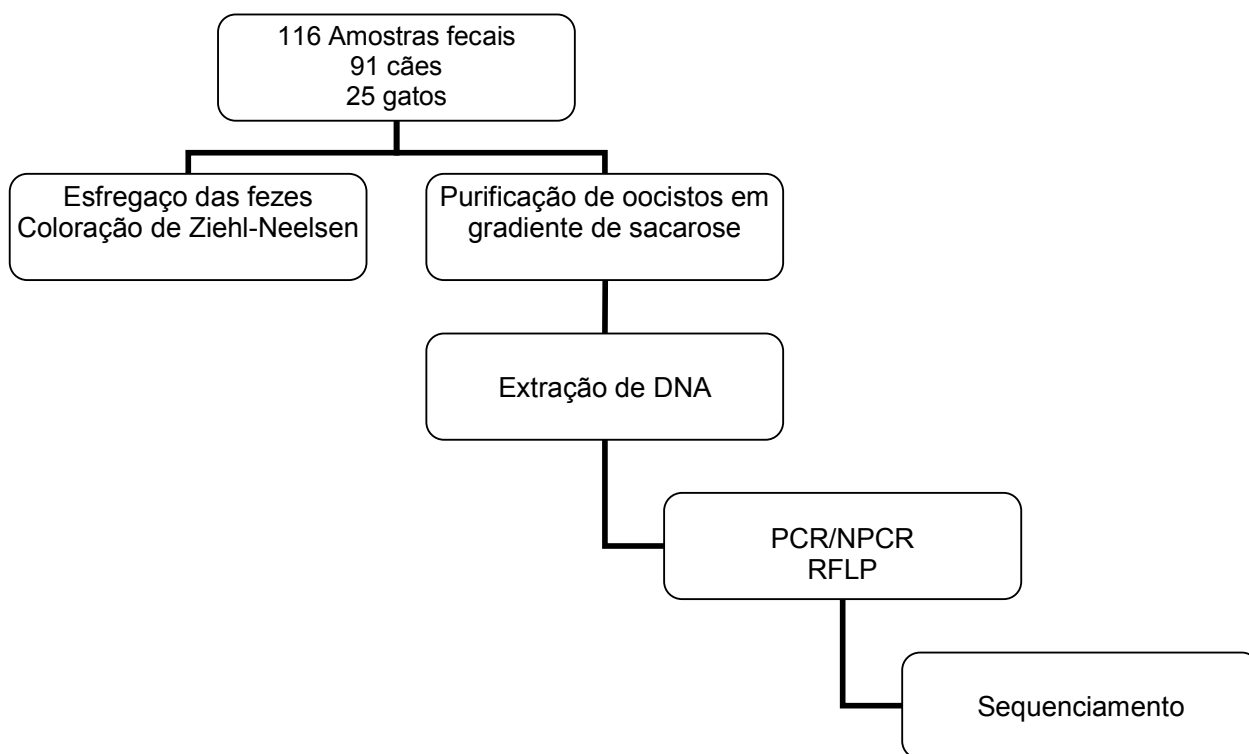 116 Amostras fecais
91 cães
25 gatos
Esfregaço das fezes
Coloração de Ziehl-Neelsen
Purificação de oocistos em
gradiente de sacarose
Extração de DNA
PCR/NPCR
RFLP
Sequenciamento